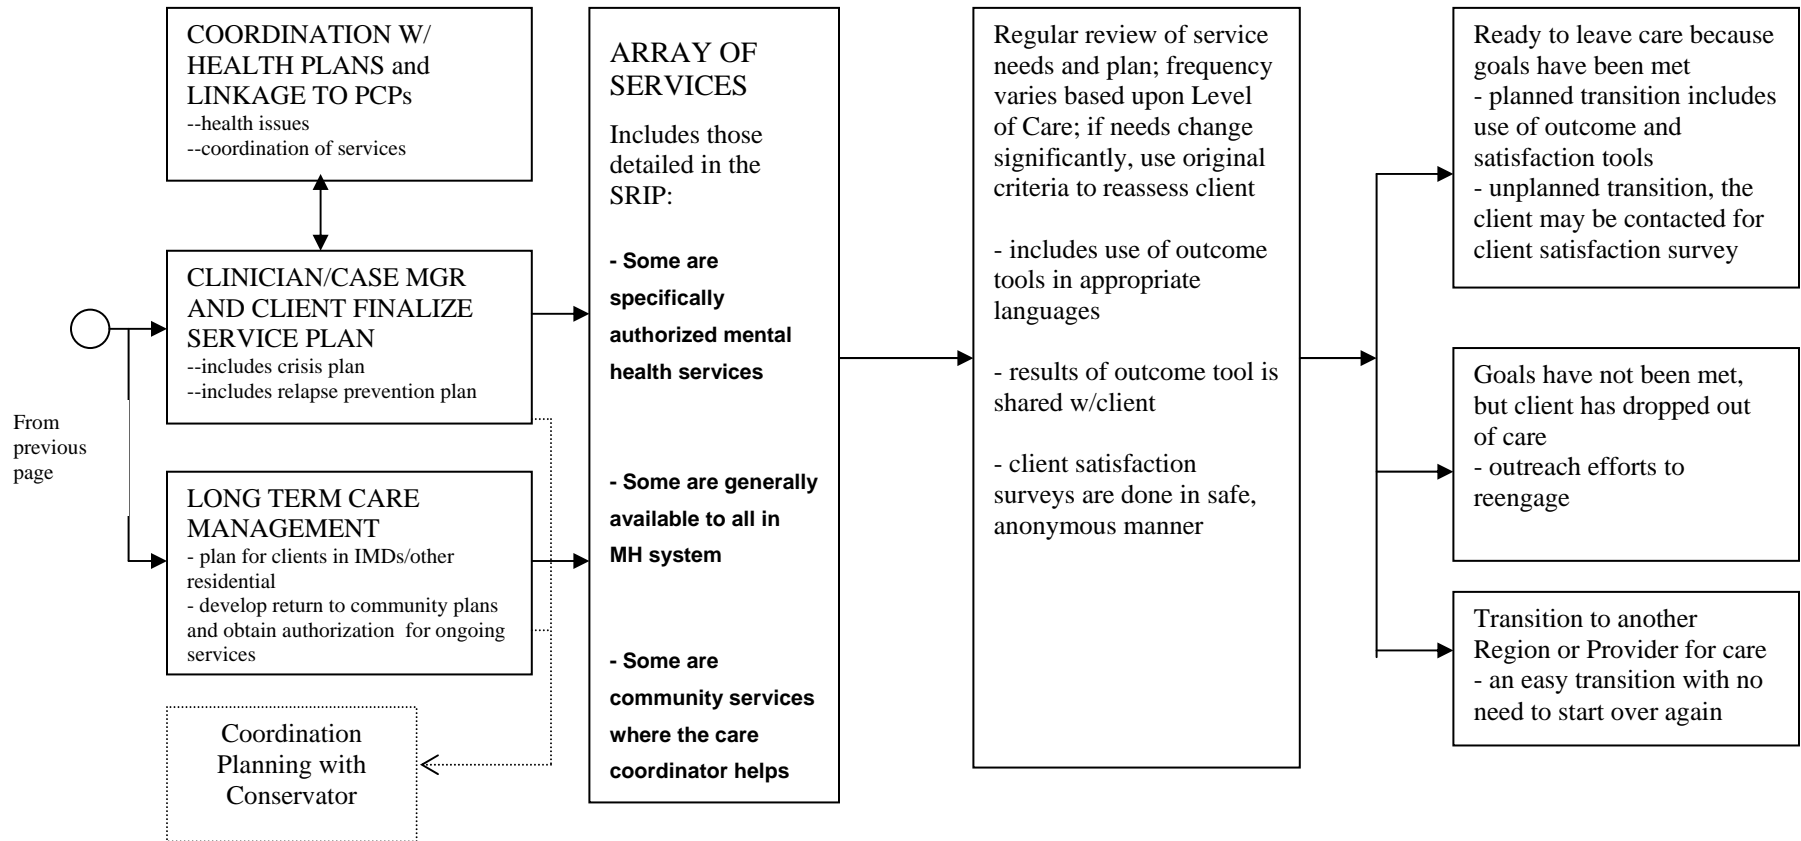 From
previous
page
COORDINATION W/
HEALTH PLANS and
LINKAGE TO PCPs
--health issues
--coordination of services
CLINICIAN/CASE MGR
AND CLIENT FINALIZE
SERVICE PLAN
--includes crisis plan
--includes relapse prevention plan
LONG TERM CARE
MANAGEMENT
- plan for clients in IMDs/other
residential
- develop return to community plans
and obtain authorization  for ongoing
services
Coordination
Planning with
Conservator
ARRAY OF
SERVICES
Includes those
detailed in the
SRIP:
- Some are
specifically
authorized mental
health services
- Some are generally
available to all in
MH system
- Some are
community services
where the care
coordinator helps
Regular review of service
needs and plan; frequency
varies based upon Level
of Care; if needs change
significantly, use original
criteria to reassess client
- includes use of outcome
tools in appropriate
languages
- results of outcome tool is
shared w/client
- client satisfaction
surveys are done in safe,
anonymous manner
Ready to leave care because
goals have been met
- planned transition includes
use of outcome and
satisfaction tools
- unplanned transition, the
client may be contacted for
client satisfaction survey
Goals have not been met,
but client has dropped out
of care
- outreach efforts to
reengage
Transition to another
Region or Provider for care
- an easy transition with no
need to start over again